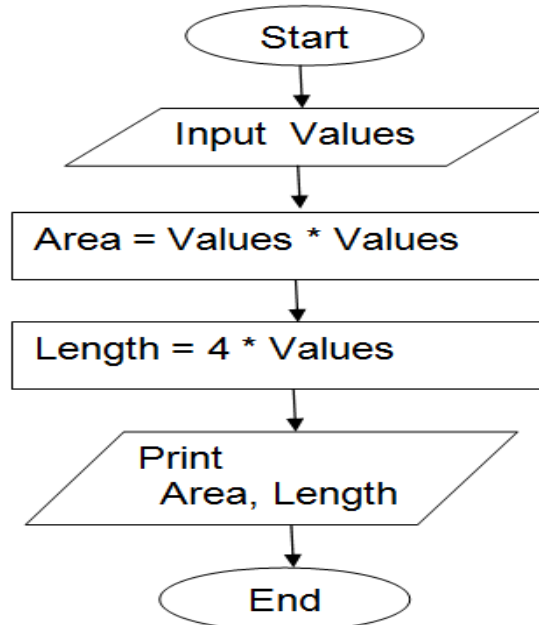 Start
Input Values
Area = Values * Values
Length = 4 * Values
Print
Area, Length
End